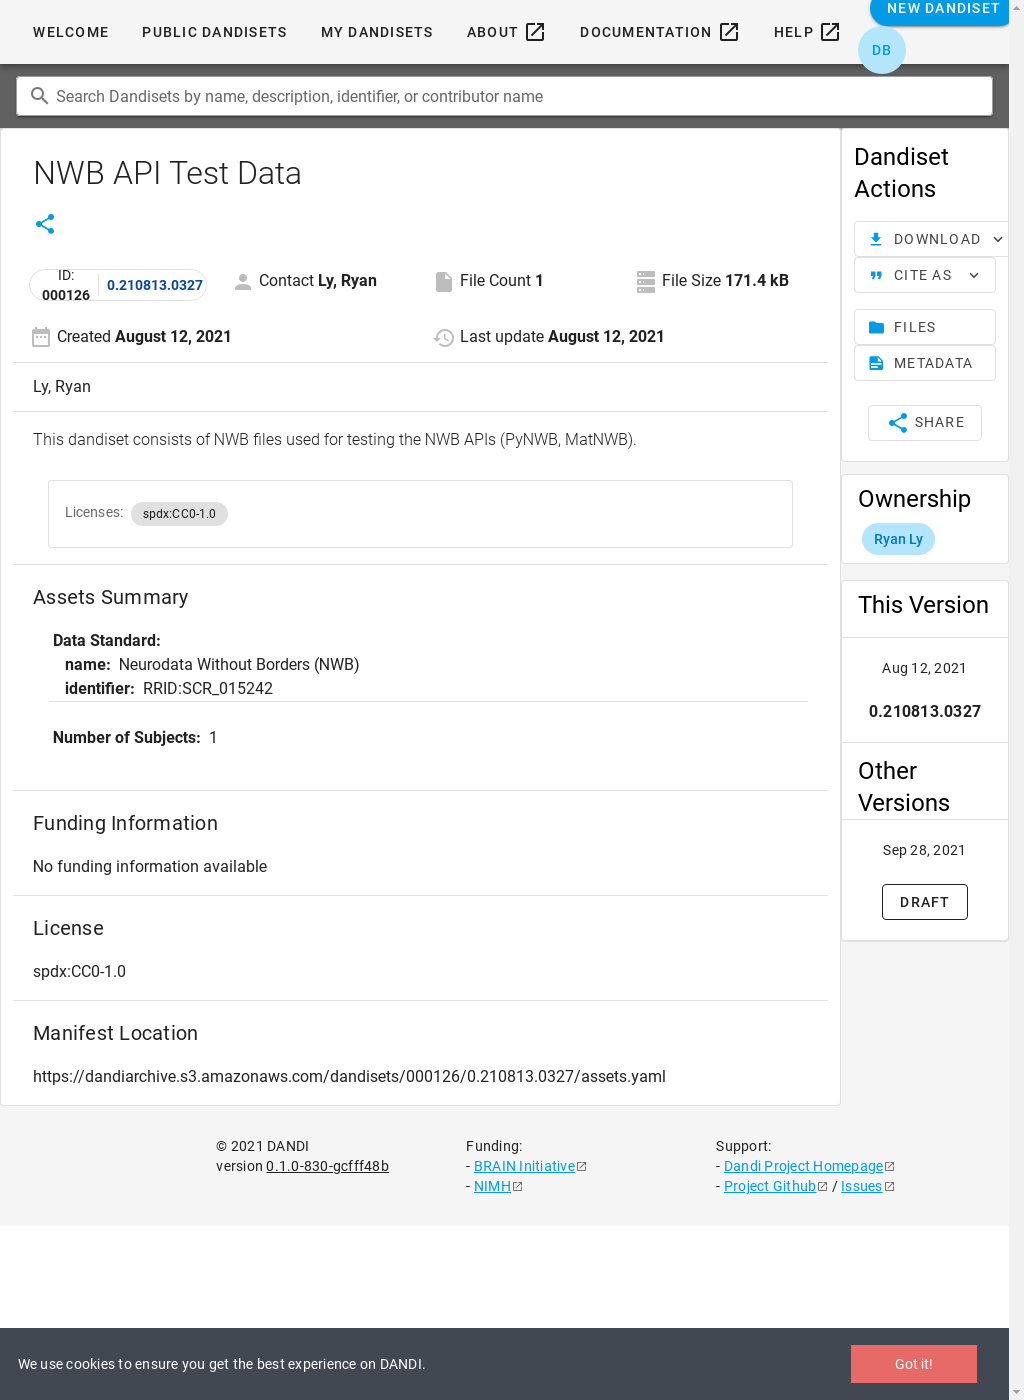 WELCOME
PUBLIC DANDISETS
MY DANDISETS
ABOUT
DOCUMENTATION
HELP
NEW DANDISET
DB
Search Dandisets by name, description, identifier, or contributor name
NWB API Test Data
ID:
000126
0.210813.0327
Contact Ly, Ryan
File Count 1
File Size 171.4 kB
Created August 12, 2021
Last update August 12, 2021
Ly, Ryan
This dandiset consists of NWB files used for testing the NWB APIs (PyNWB, MatNWB).
Licenses: spdx:CC0-1.0
Assets Summary
Data Standard:
name: Neurodata Without Borders (NWB)
identifier: RRID:SCR_015242
Number of Subjects: 1
Funding Information
No funding information available
License
spdx:CC0-1.0
Manifest Location
https://dandiarchive.s3.amazonaws.com/dandisets/000126/0.210813.0327/assets.yaml
Dandiset
Actions
DOWNLOAD
CITE AS
FILES
METADATA
SHARE
Ownership
Ryan Ly
This Version
Aug 12, 2021
0.210813.0327
Other
Versions
Sep 28, 2021
DRAFT
© 2021 DANDI
version 0.1.0-830-gcfff48b
Funding:
- BRAIN Initiative
- NIMH
Support:
- Dandi Project Homepage
- Project Github / Issues
We use cookies to ensure you get the best experience on DANDI.
Got it!